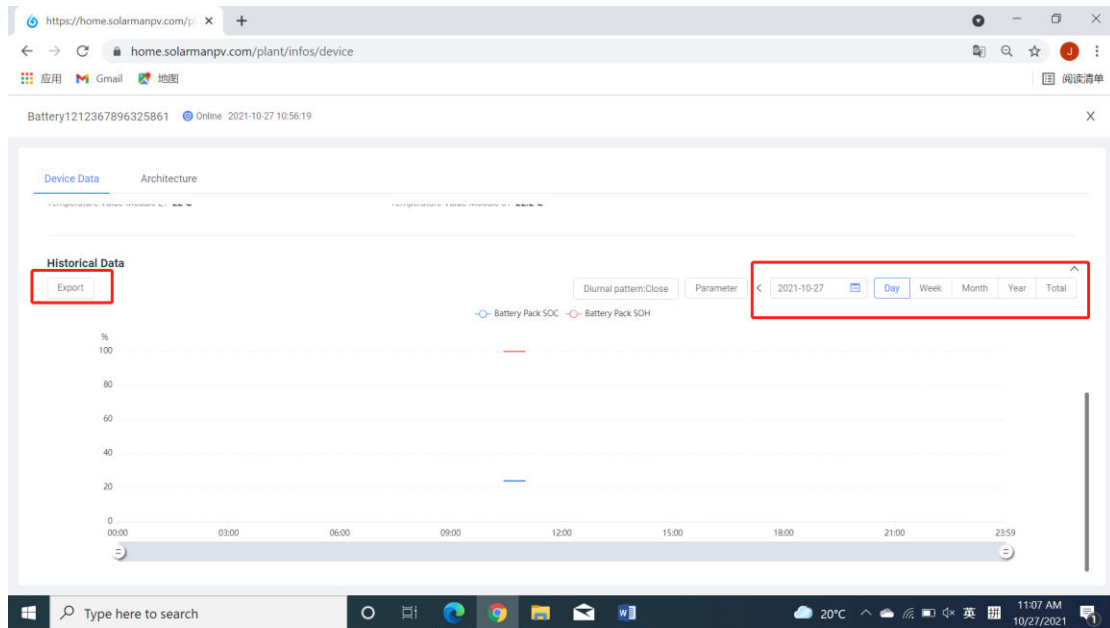 https://home.solarmanpv.com/pl
home.solarmanpv.com/plant/infos/device
J
应用 Gmail 地图 阅读清单
Battery1212367896325861 Online 2021-10-27 10:56:19 X
Device Data Architecture
Historical Data
Export Diurnal pattern:Close Parameter < 2021-10-27 Day Week Month Year Total
Battery Pack SOC Battery Pack SOH
%
100
80
60
40
20
0
00:00 03:00 06:00 09:00 12:00 15:00 18:00 21:00 23:59
Type here to search 20°C 英 拼 11:07 AM
10/27/2021 1